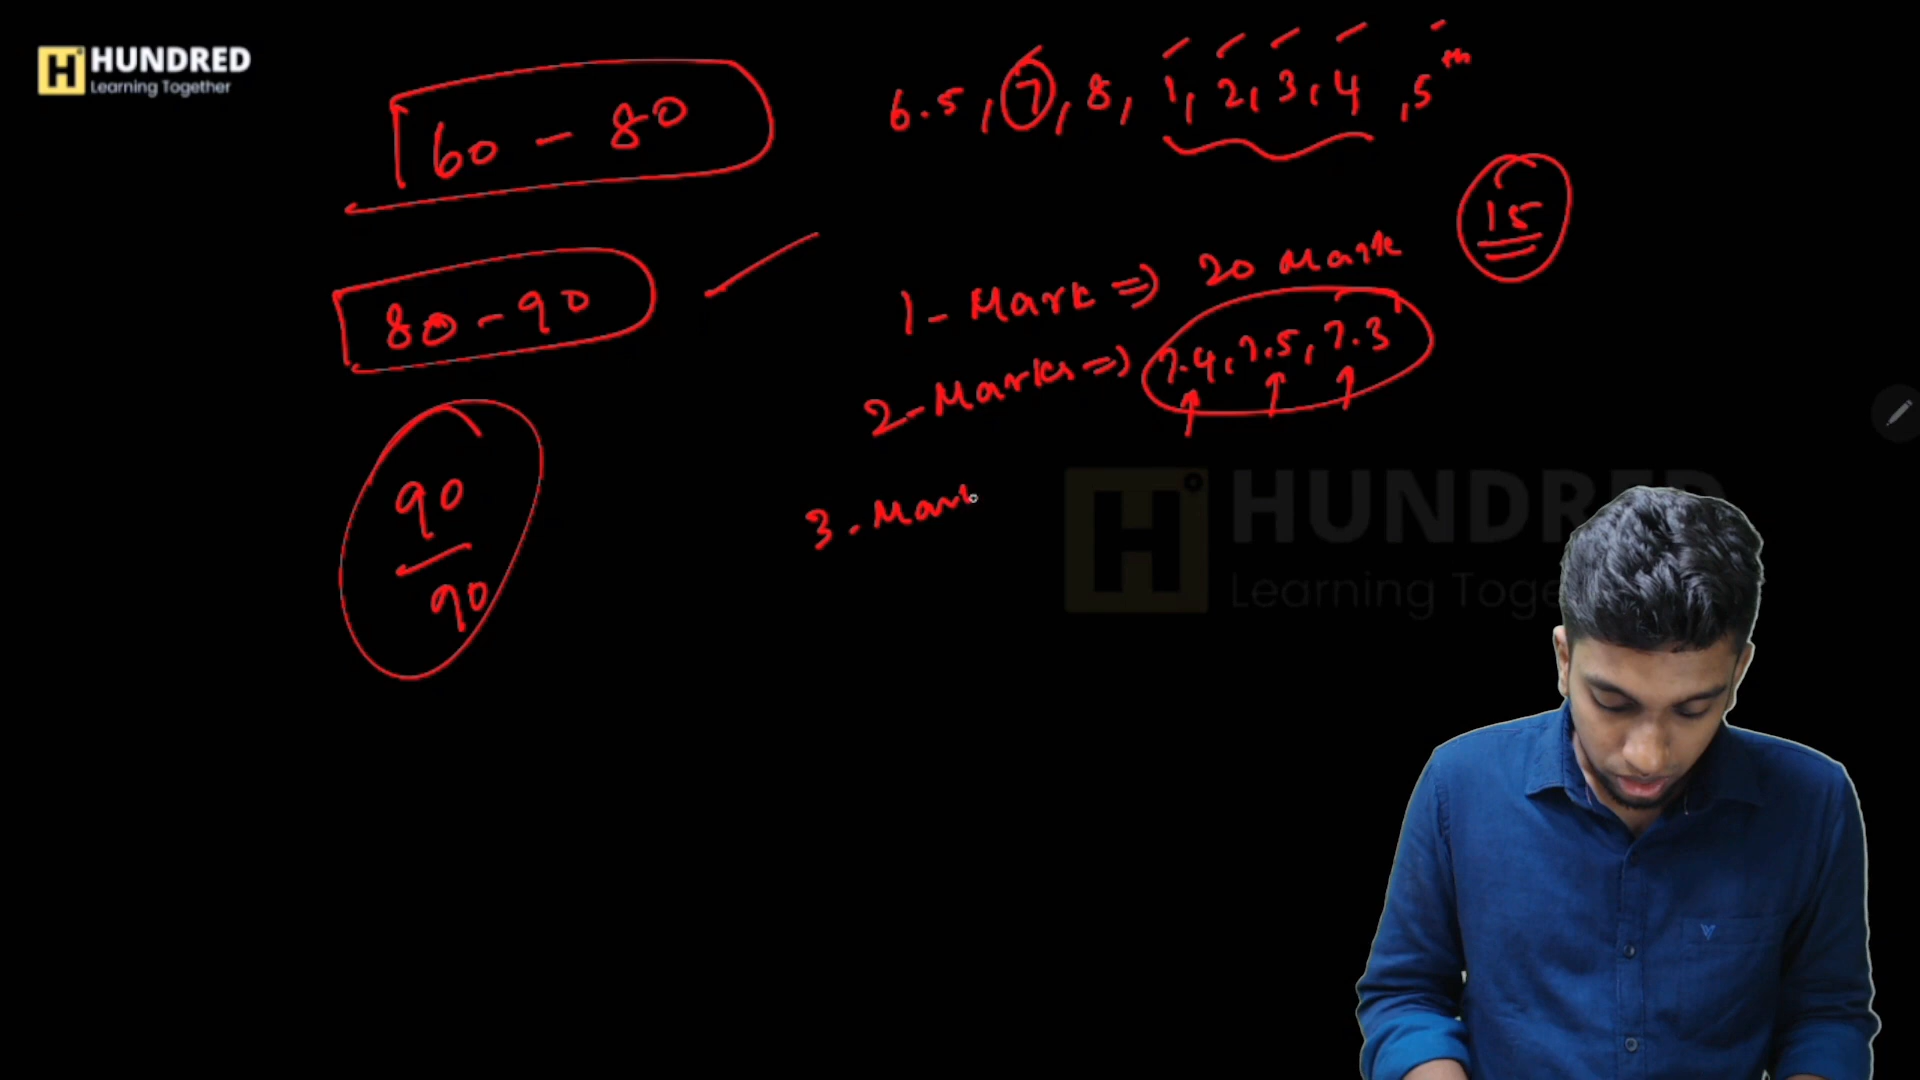 HUNDRED
Learning Together
60 - 80
6.5, 7, 8, 1, 2, 3, 4, 5th
15
80-90
1 - Mark => 20 Mark
2 - Marks => 7.4, 7.5, 7.3
90
90
3 - Mark
HUNDRED
Learning Toge